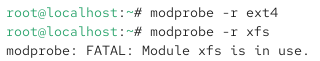 root@localhost:~# modprobe -r ext4
root@localhost:~# modprobe -r xfs
modprobe: FATAL: Module xfs is in use.